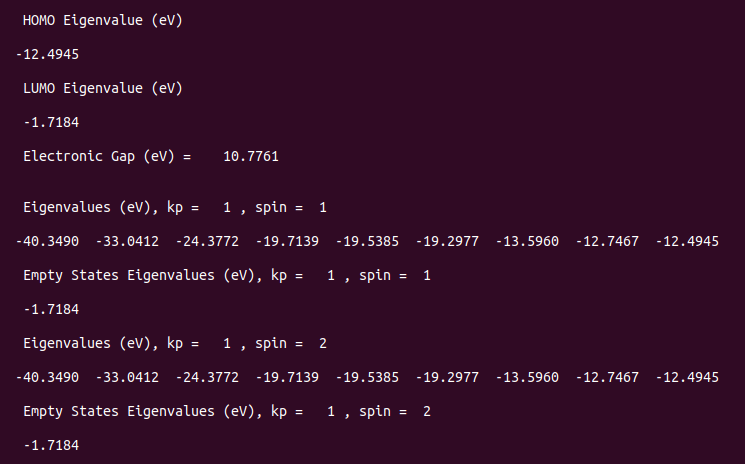 HOMO Eigenvalue (eV)
-12.4945
LUMO Eigenvalue (eV)
-1.7184
Electronic Gap (eV) =    10.7761
Eigenvalues (eV), kp =   1 , spin =  1
-40.3490  -33.0412  -24.3772  -19.7139  -19.5385  -19.2977  -13.5960  -12.7467  -12.4945
Empty States Eigenvalues (eV), kp =   1 , spin =  1
-1.7184
Eigenvalues (eV), kp =   1 , spin =  2
-40.3490  -33.0412  -24.3772  -19.7139  -19.5385  -19.2977  -13.5960  -12.7467  -12.4945
Empty States Eigenvalues (eV), kp =   1 , spin =  2
-1.7184